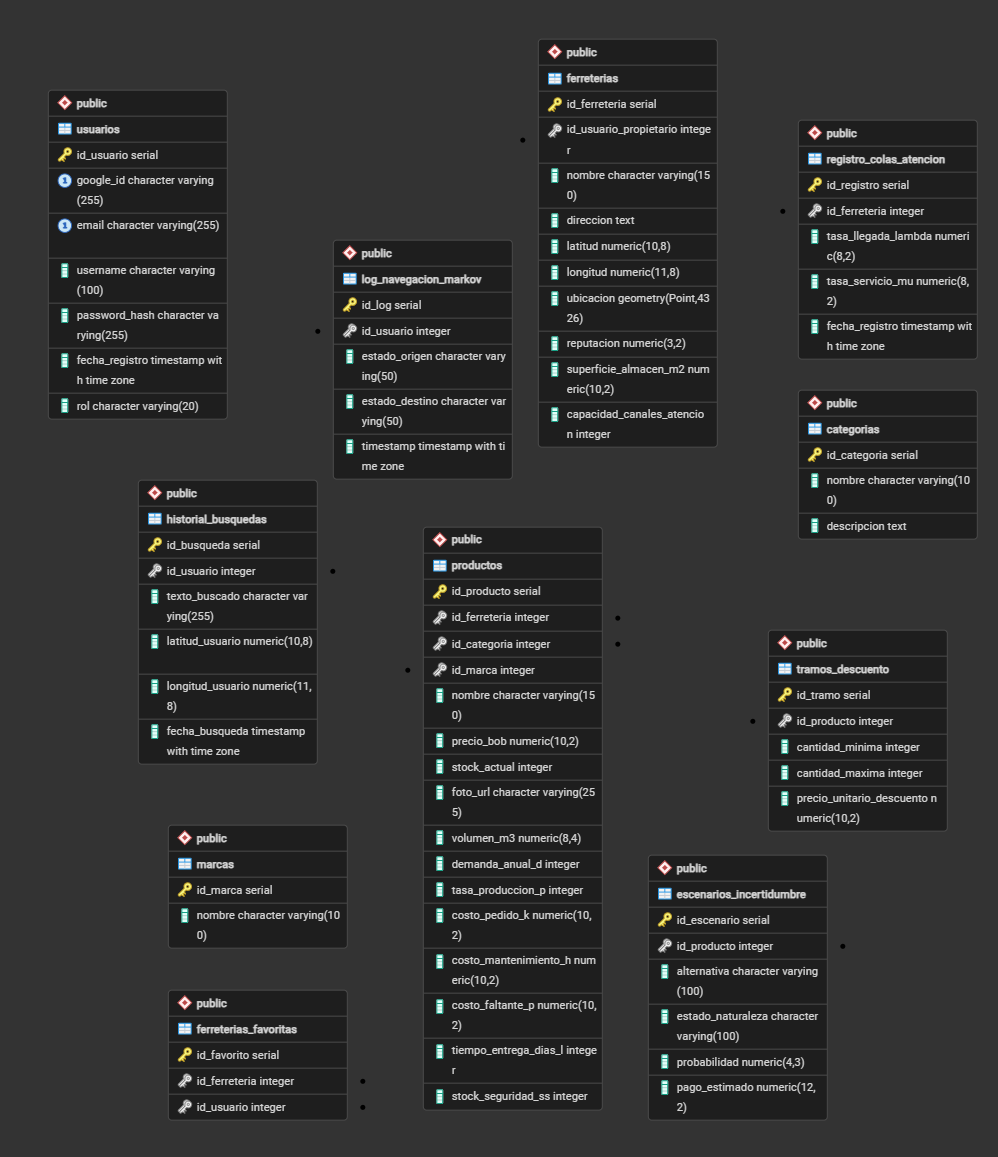 public
usuarios
id_usuario serial
google_id character varying
(255)
email character varying(255)
username character varying
(100)
password_hash character va
rying(255)
fecha_registro timestamp wit
h time zone
rol character varying(20)
public
log_navegacion_markov
id_log serial
id_usuario integer
estado_origen character vary
ing(50)
estado_destino character var
ying(50)
timestamp timestamp with ti
me zone
public
ferreterias
id_ferreteria serial
id_usuario_propietario intege
r
nombre character varying(15
0)
direccion text
latitud numeric(10,8)
longitud numeric(11,8)
ubicacion geometry(Point,43
26)
reputacion numeric(3,2)
superficie_almacen_m2 num
eric(10,2)
capacidad_canales_atencio
n integer
public
registro_colas_atencion
id_registro serial
id_ferreteria integer
tasa_llegada_lambda numeri
c(8,2)
tasa_servicio_mu numeric(8,
2)
fecha_registro timestamp wit
h time zone
public
categorias
id_categoria serial
nombre character varying(10
0)
descripcion text
public
historial_busquedas
id_busqueda serial
id_usuario integer
texto_buscado character var
ying(255)
latitud_usuario numeric(10,8)
longitud_usuario numeric(11,
8)
fecha_busqueda timestamp
with time zone
public
productos
id_producto serial
id_ferreteria integer
id_categoria integer
id_marca integer
nombre character varying(15
0)
precio_bob numeric(10,2)
stock_actual integer
foto_url character varying(25
5)
volumen_m3 numeric(8,4)
demanda_anual_d integer
tasa_produccion_p integer
costo_pedido_k numeric(10,
2)
costo_mantenimiento_h num
eric(10,2)
costo_faltante_p numeric(10,
2)
tiempo_entrega_dias_l intege
r
stock_seguridad_ss integer
public
tramos_descuento
id_tramo serial
id_producto integer
cantidad_minima integer
cantidad_maxima integer
precio_unitario_descuento n
umeric(10,2)
public
marcas
id_marca serial
nombre character varying(10
0)
public
escenarios_incertidumbre
id_escenario serial
id_producto integer
alternativa character varying
(100)
estado_naturaleza character
varying(100)
probabilidad numeric(4,3)
pago_estimado numeric(12,
2)
public
ferreterias_favoritas
id_favorito serial
id_ferreteria integer
id_usuario integer